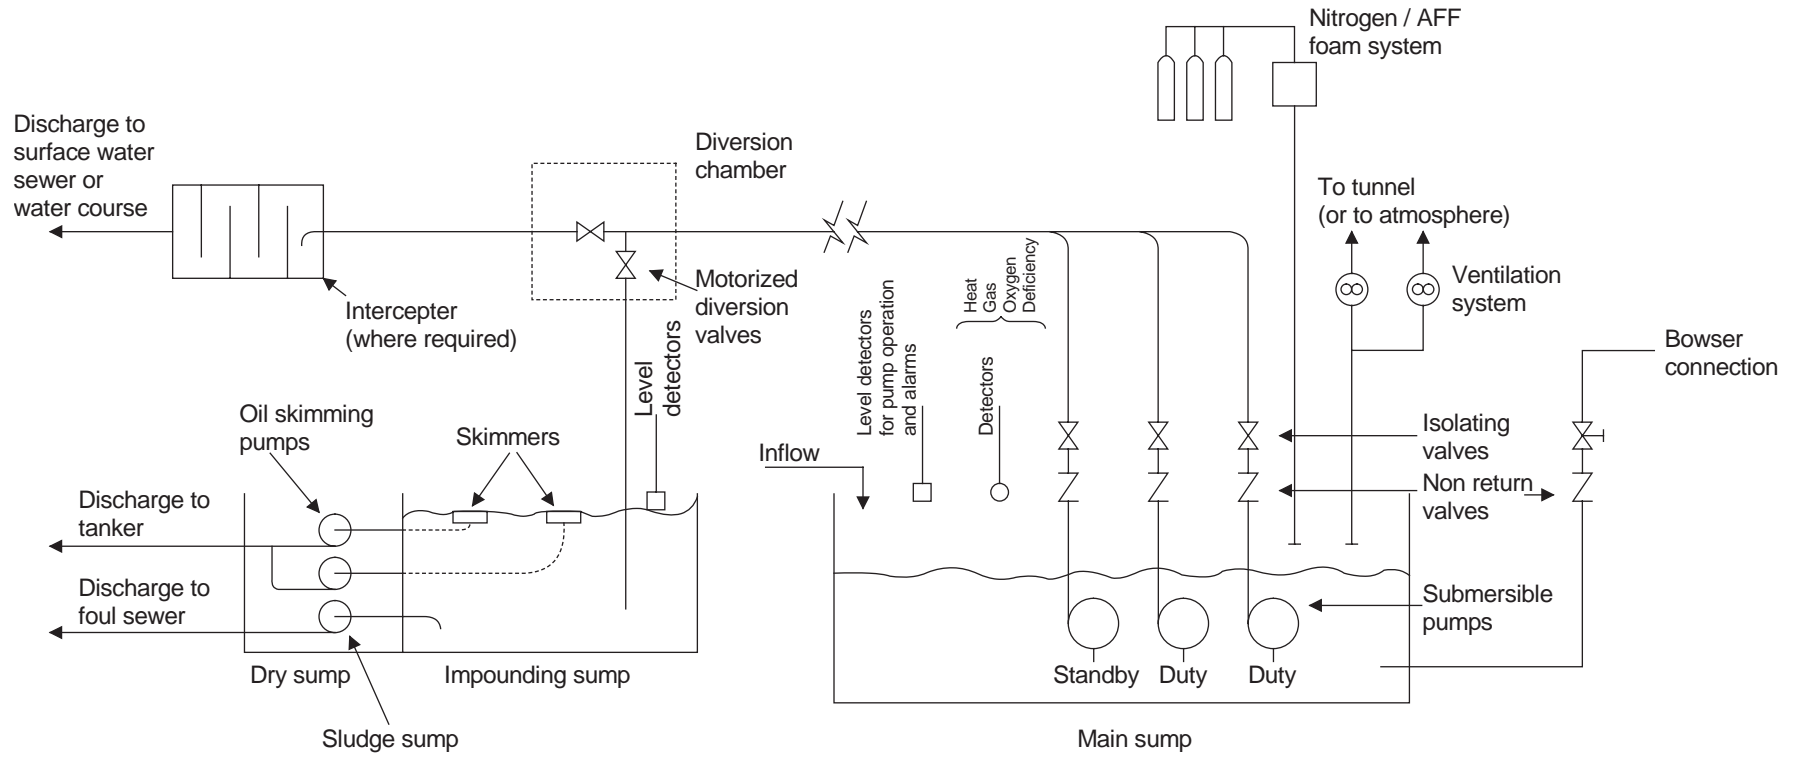 Nitrogen / AFF
foam system
Discharge to
surface water
sewer or
water course
Diversion
chamber
To tunnel
(or to atmosphere)
Ventilation
system
Intercepter
(where required)
Motorized
diversion
valves
Level
detectors
Level detectors
for pump operation
and alarms
Heat
Gas
Oxygen
Deficiency
Detectors
Bowser
connection
Oil skimming
pumps
Skimmers
Inflow
Isolating
valves
Non return
valves
Discharge to
tanker
Discharge to
foul sewer
Submersible
pumps
Standby
Duty
Duty
Dry sump
Impounding sump
Sludge sump
Main sump